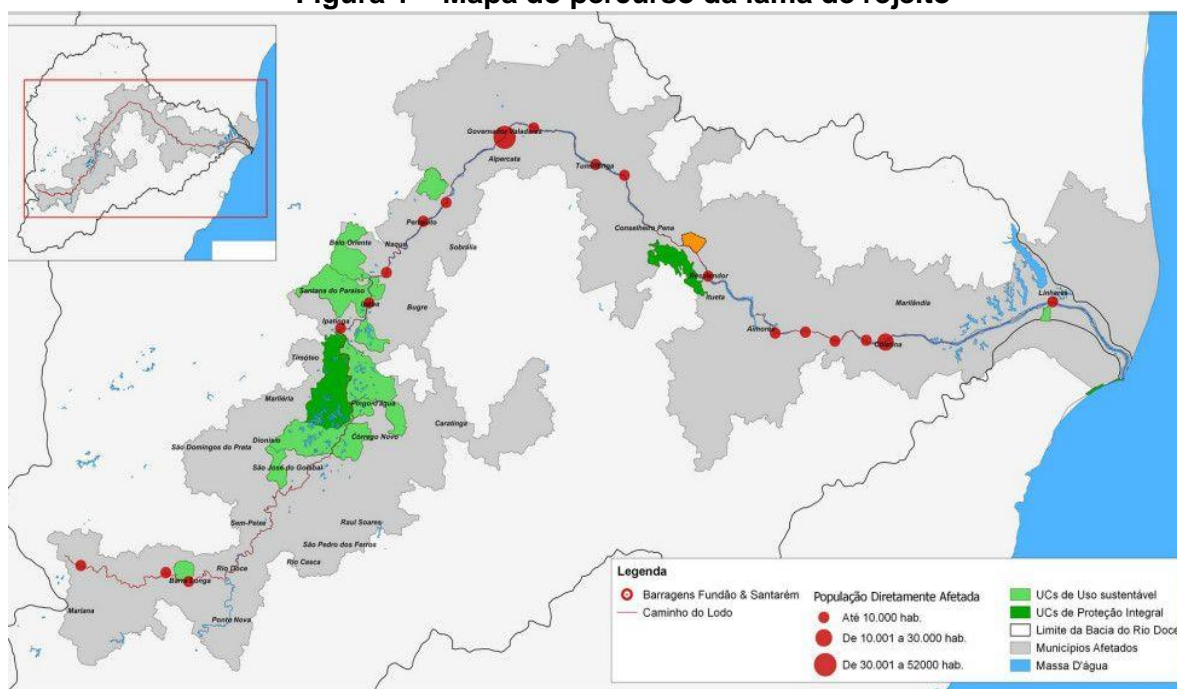 Figura 1 – Mapa do percurso da lama de rejeito
Governador Valadares
Alpercata
Tumiritinga
Periquito
Conselheiro Pena
Belo Oriente
Naque
Sobrália
Resplendor
Itueta
Santana do Paraíso
Bugre
Marilândia
Linhares
Ipatinga
Aimorés
Colatina
Timóteo
Marliéria
Pingo-d'água
Caratinga
Dionísio
Córrego Novo
São Domingos do Prata
São José do Goiabal
Sem-Peixe
Raul Soares
São Pedro dos Ferros
Rio Casca
Rio Doce
Barra Longa
Mariana
Ponte Nova
Legenda
Barragens Fundão & Santarém
Caminho do Lodo
População Diretamente Afetada
Até 10.000 hab.
De 10.001 a 30.000 hab.
De 30.001 a 52000 hab.
UCs de Uso sustentável
UCs de Proteção Integral
Limite da Bacia do Rio Doce
Municípios Afetados
Massa D'água